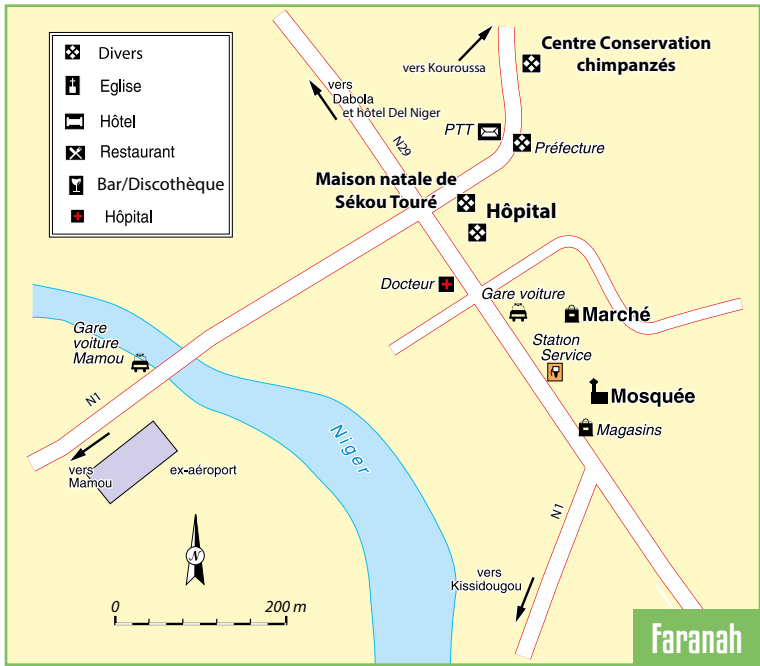 Divers
Eglise
Hôtel
Restaurant
Bar/Discothèque
Hôpital
Centre Conservation
chimpanzés
vers Kouroussa
vers
Dabola
et hôtel Del Niger
N29
PTT
Préfecture
Maison natale de
Sékou Touré
Hôpital
Docteur
Gare voiture
Marché
Station
Service
Mosquée
Magasins
Gare
voiture
Mamou
N1
vers
Mamou
ex-aéroport
Niger
N1
vers
Kissidougou
N
0 200 m
Faranah